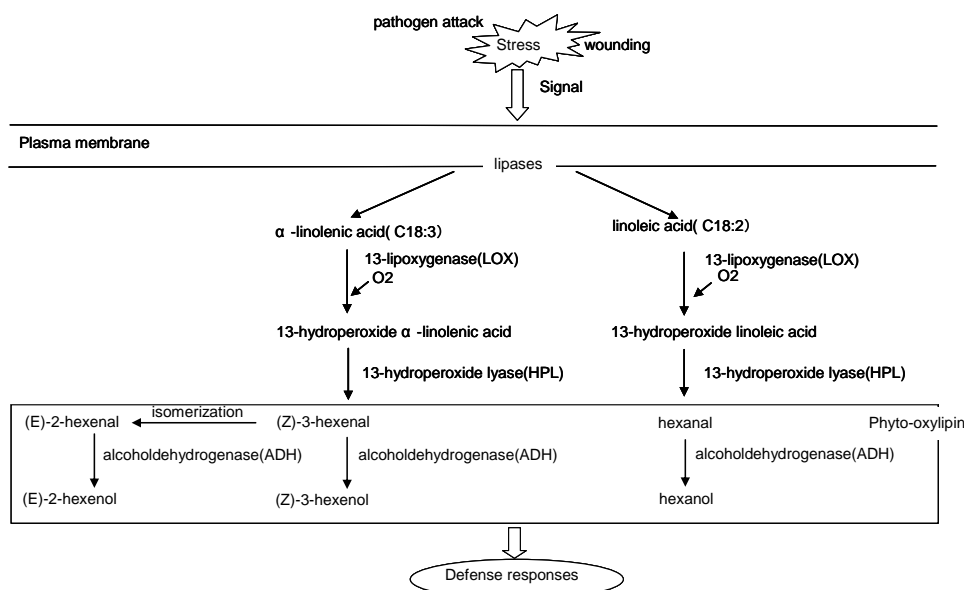 pathogen attack
Stress
wounding
Signal
Plasma membrane
lipases
α -linolenic acid( C18:3)
linoleic acid( C18:2)
13-lipoxygenase(LOX)
O2
13-lipoxygenase(LOX)
O2
13-hydroperoxide α -linolenic acid
13-hydroperoxide linoleic acid
13-hydroperoxide lyase(HPL)
13-hydroperoxide lyase(HPL)
(E)-2-hexenal
isomerization
(Z)-3-hexenal
hexanal
Phyto-oxylipin
alcoholdehydrogenase(ADH)
alcoholdehydrogenase(ADH)
alcoholdehydrogenase(ADH)
(E)-2-hexenol
(Z)-3-hexenol
hexanol
Defense responses